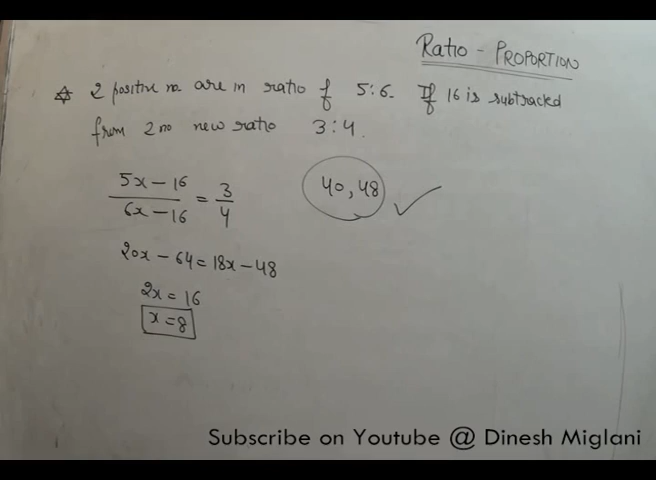 Ratio - PROPORTION
2 positive no. are in ratio of 5:6. If 16 is subtracted
from 2 no new ratio 3:4.
5x-16/6x-16 = 3/4
40, 48
20x - 64 = 18x - 48
2x = 16
x = 8
Subscribe on Youtube @ Dinesh Miglani